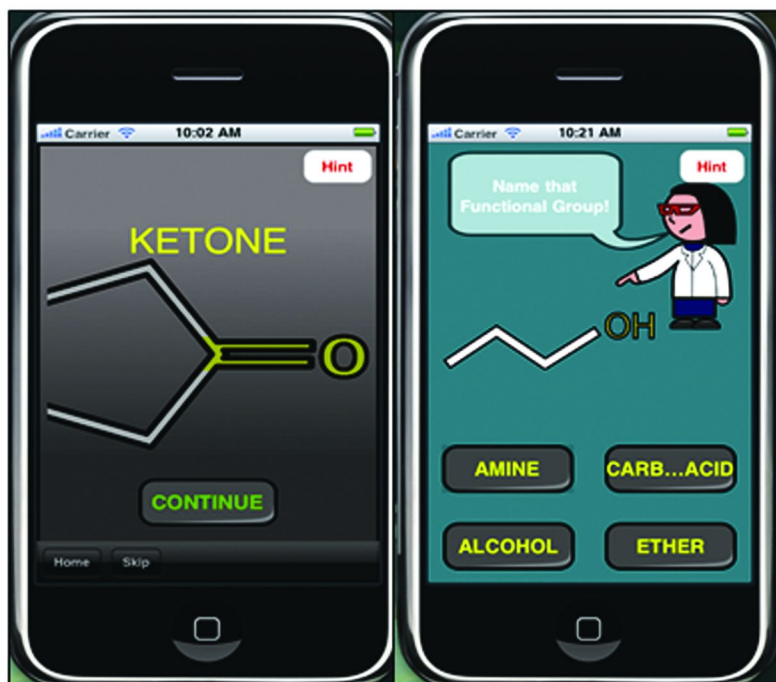 Carrier 10:02 AM
Hint
KETONE
O
CONTINUE
Home Skip
Carrier 10:21 AM
Hint
Name that
Functional Group!
OH
AMINE CARB...ACID
ALCOHOL ETHER